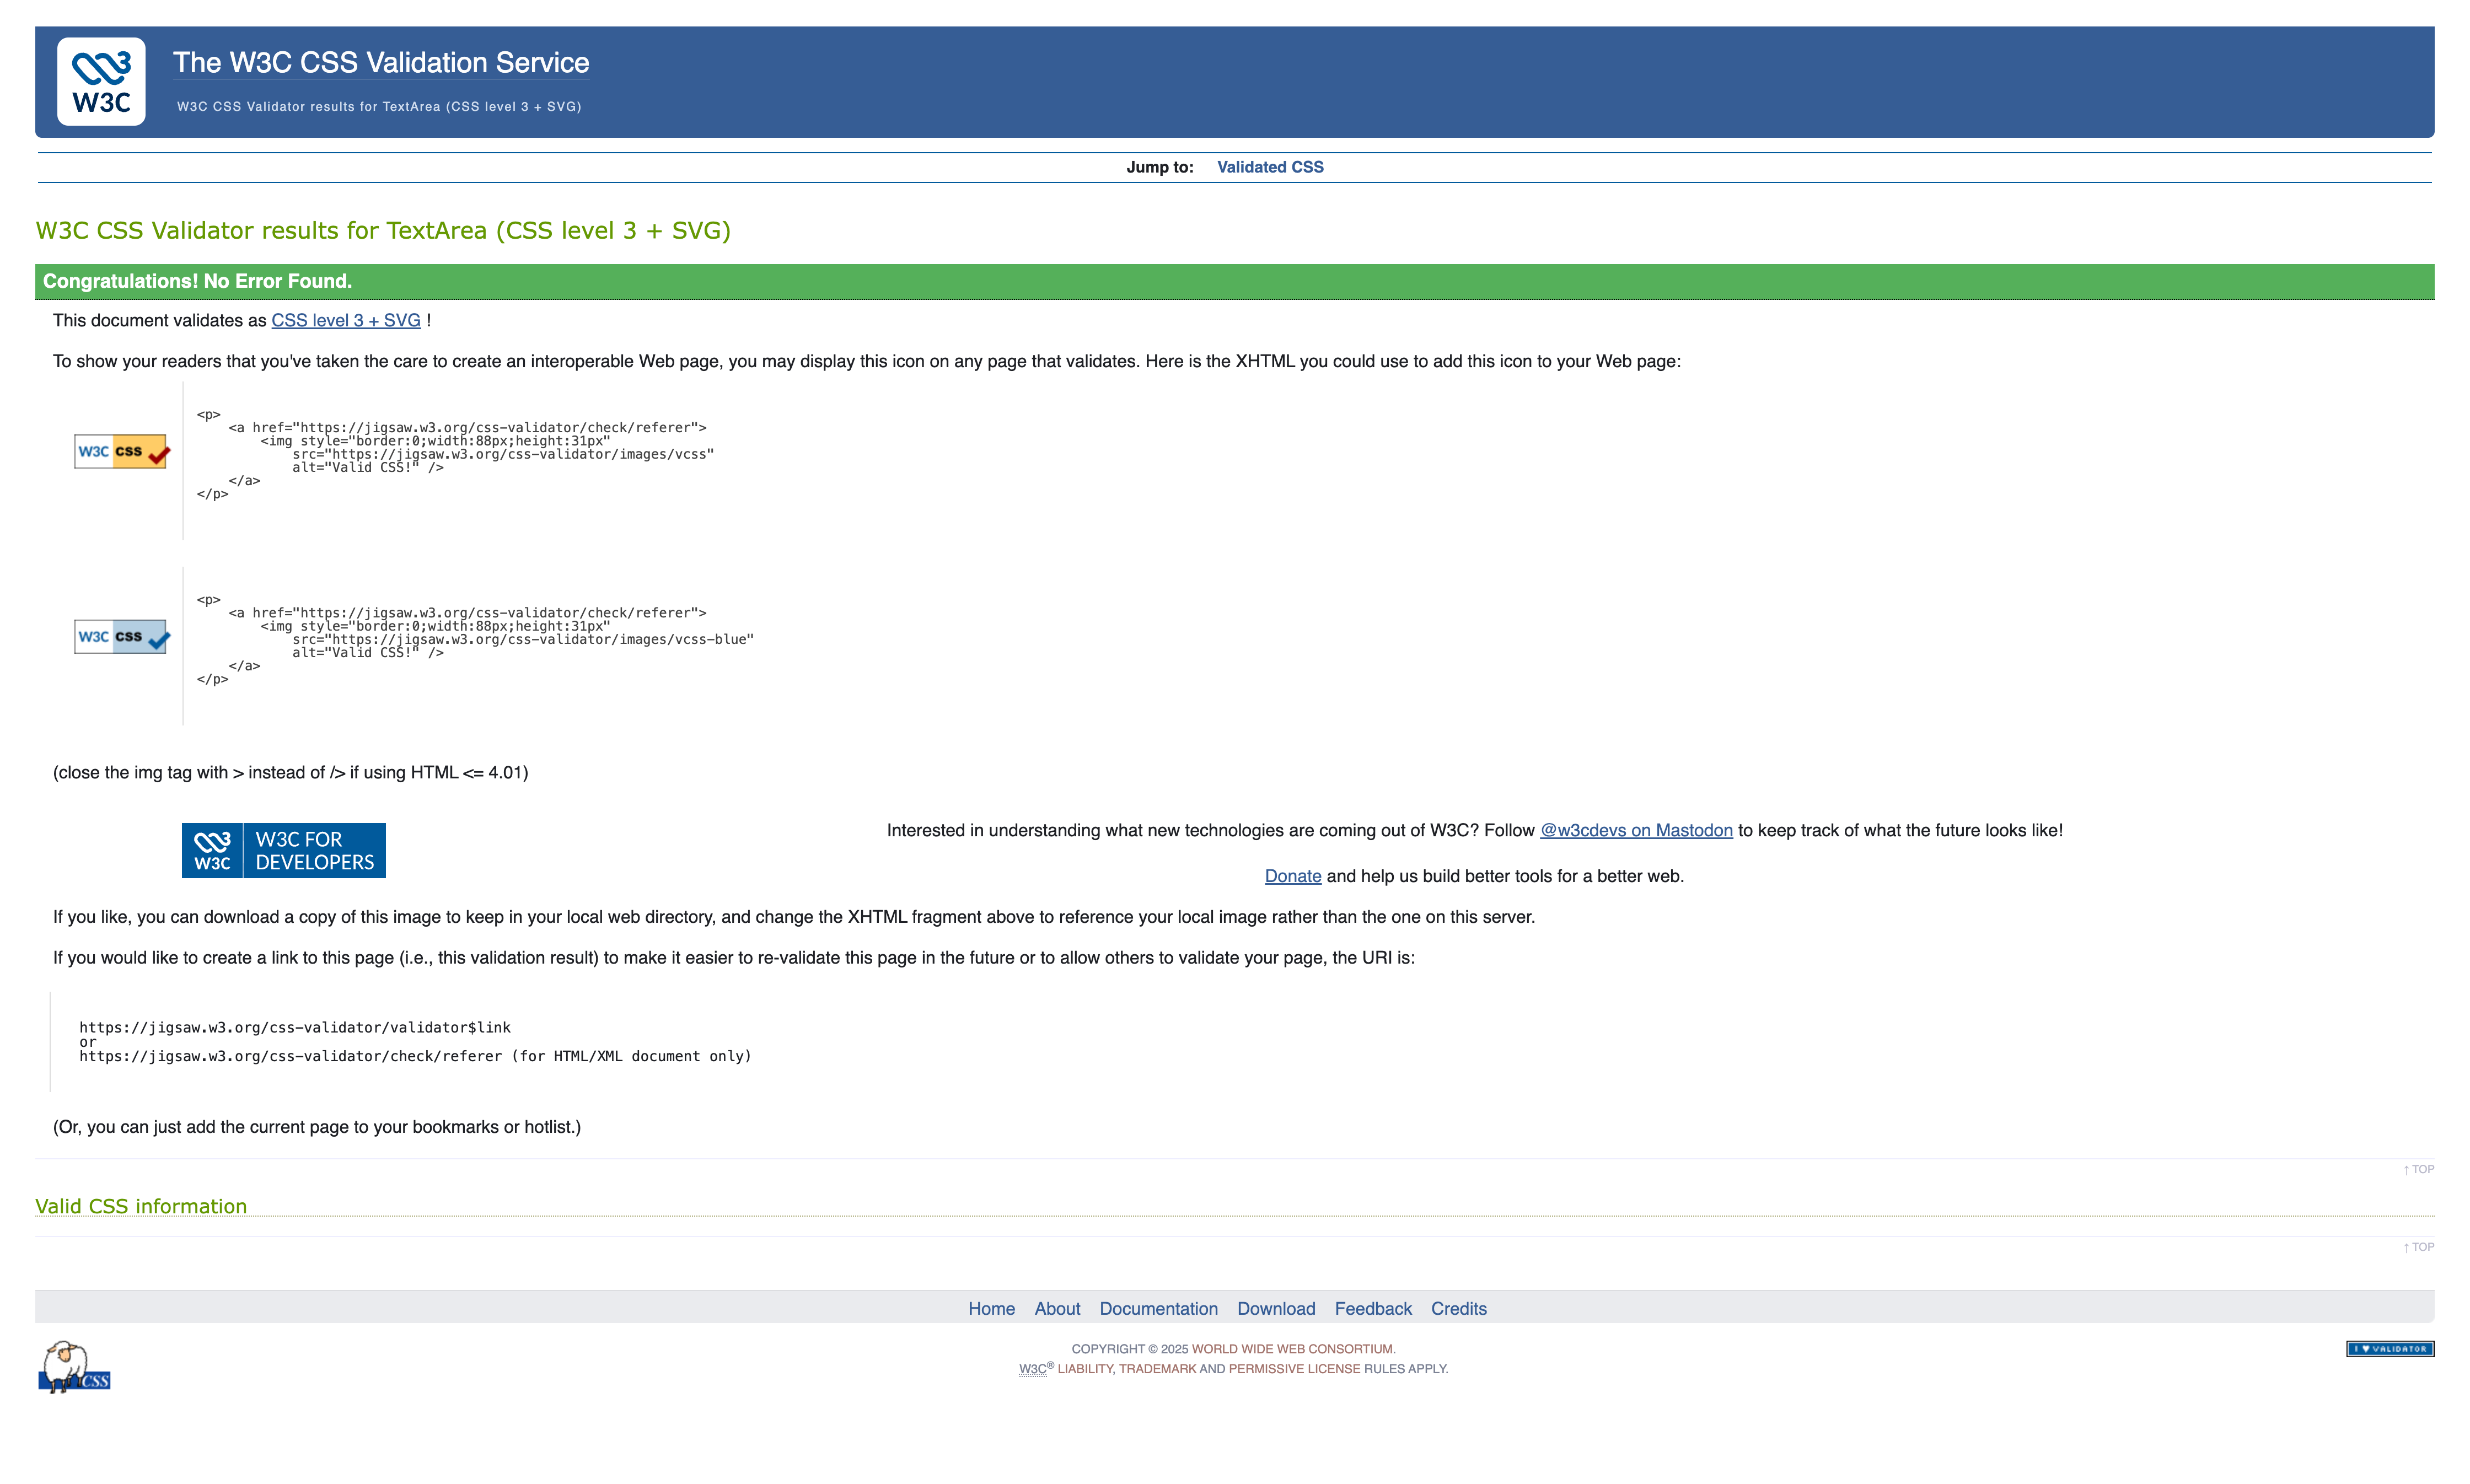 W3C
The W3C CSS Validation Service
W3C CSS Validator results for TextArea (CSS level 3 + SVG)
Jump to: Validated CSS
W3C CSS Validator results for TextArea (CSS level 3 + SVG)
Congratulations! No Error Found.
This document validates as CSS level 3 + SVG !
To show your readers that you've taken the care to create an interoperable Web page, you may display this icon on any page that validates. Here is the XHTML you could use to add this icon to your Web page:
W3C css
<p>
    <a href="https://jigsaw.w3.org/css-validator/check/referer">
        <img style="border:0;width:88px;height:31px"
            src="https://jigsaw.w3.org/css-validator/images/vcss"
            alt="Valid CSS!" />
    </a>
</p>
W3C css
<p>
    <a href="https://jigsaw.w3.org/css-validator/check/referer">
        <img style="border:0;width:88px;height:31px"
            src="https://jigsaw.w3.org/css-validator/images/vcss-blue"
            alt="Valid CSS!" />
    </a>
</p>
(close the img tag with > instead of /> if using HTML <= 4.01)
W3C
W3C FOR
DEVELOPERS
Interested in understanding what new technologies are coming out of W3C? Follow @w3cdevs on Mastodon to keep track of what the future looks like!
Donate and help us build better tools for a better web.
If you like, you can download a copy of this image to keep in your local web directory, and change the XHTML fragment above to reference your local image rather than the one on this server.
If you would like to create a link to this page (i.e., this validation result) to make it easier to re-validate this page in the future or to allow others to validate your page, the URI is:
https://jigsaw.w3.org/css-validator/validator$link
or
https://jigsaw.w3.org/css-validator/check/referer (for HTML/XML document only)
(Or, you can just add the current page to your bookmarks or hotlist.)
↑ TOP
Valid CSS information
↑ TOP
Home About Documentation Download Feedback Credits
CSS
COPYRIGHT © 2025 WORLD WIDE WEB CONSORTIUM.
W3C® LIABILITY, TRADEMARK AND PERMISSIVE LICENSE RULES APPLY.
I ♥ VALIDATOR